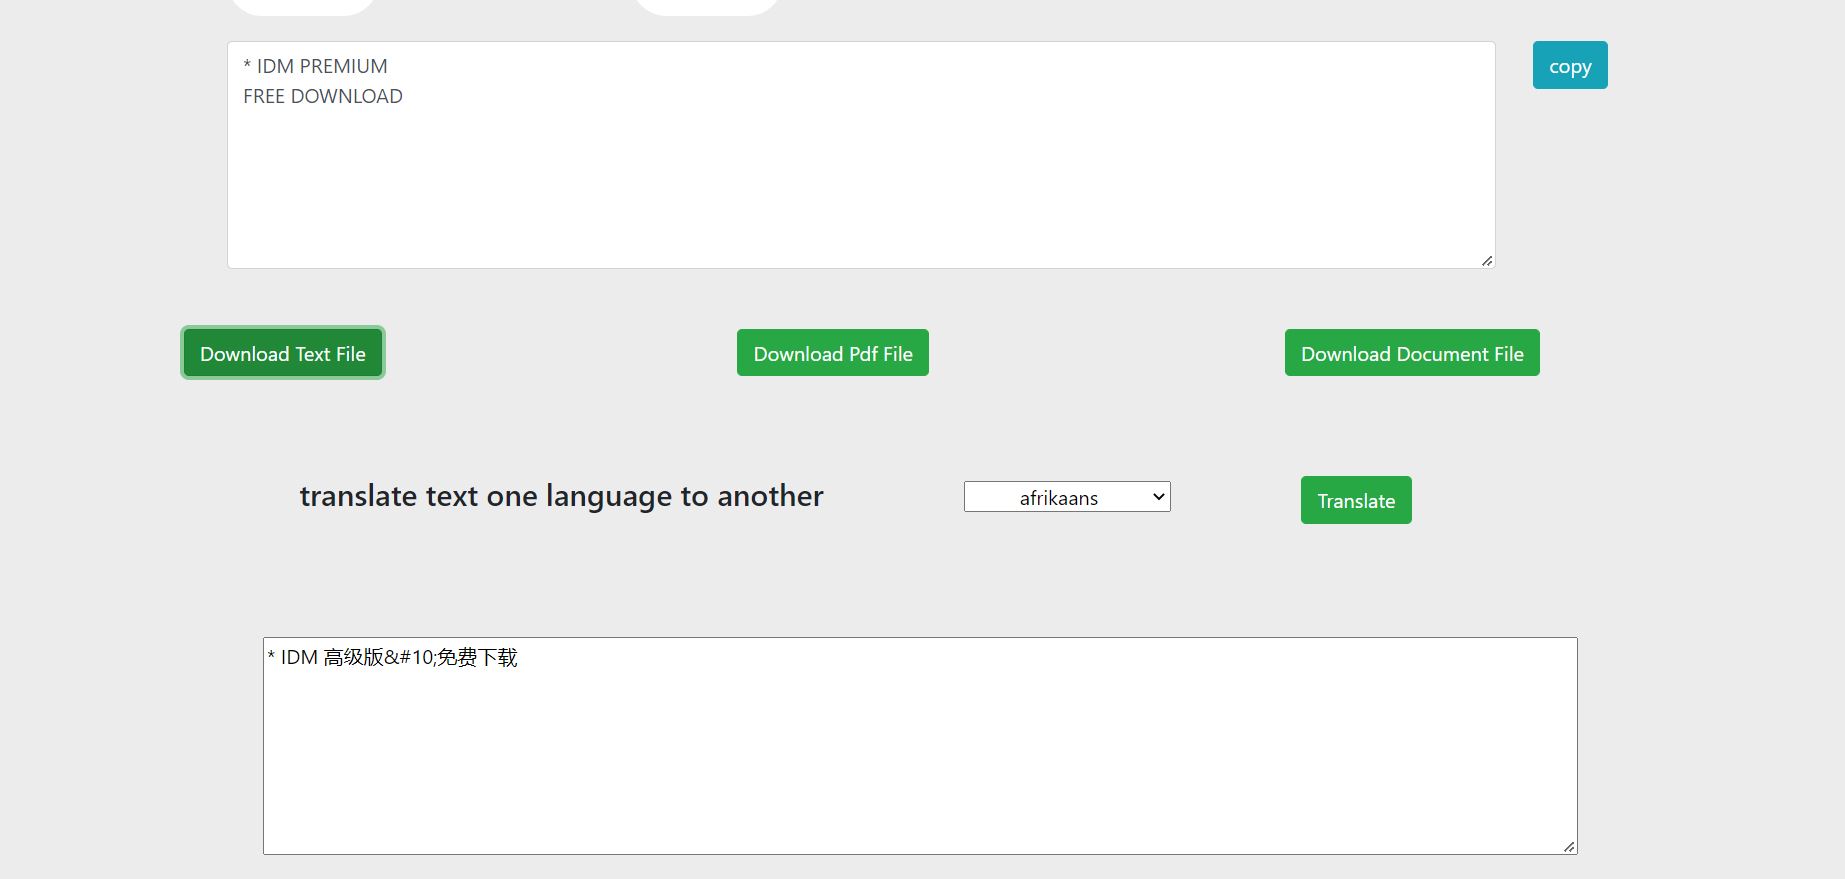 * IDM PREMIUM
FREE DOWNLOAD
copy
Download Text File
Download Pdf File
Download Document File
translate text one language to another
afrikaans
Translate
* IDM 高级版&#10;免费下载